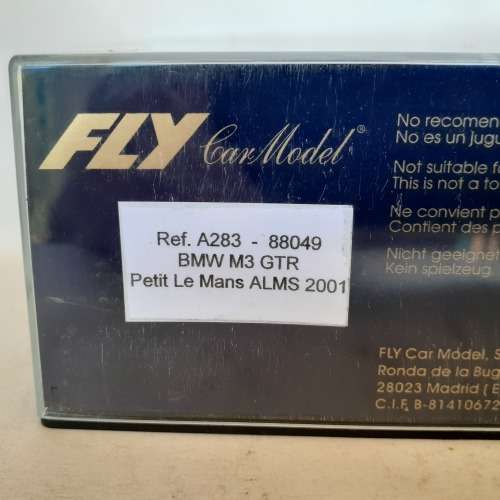 FLY Car Model®
No recomen
No es un jugu
Not suitable fo
This is not a to
Ne convient p
Contient des p
Nicht geeignet
Kein spielzeug
Ref. A283 - 88049
BMW M3 GTR
Petit Le Mans ALMS 2001
FLY Car Model, S
Ronda de la Bug
28023 Madrid ( E
C.I.F. B-81410672